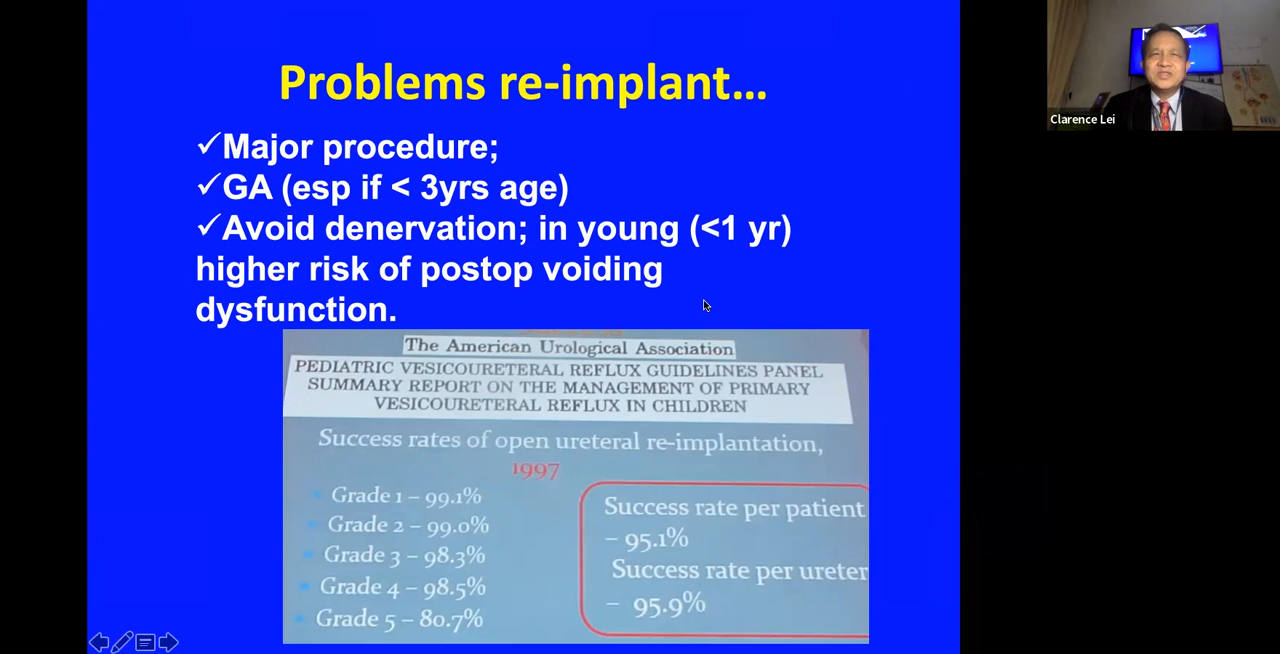 Problems re-implant...
✓Major procedure;
✓GA (esp if < 3yrs age)
✓Avoid denervation; in young (<1 yr)
higher risk of postop voiding
dysfunction.
The American Urological Association
PEDIATRIC VESICOURETERAL REFLUX GUIDELINES PANEL
SUMMARY REPORT ON THE MANAGEMENT OF PRIMARY
VESICOURETERAL REFLUX IN CHILDREN
Success rates of open ureteral re-implantation,
1997
Grade 1 – 99.1%
Grade 2 – 99.0%
Grade 3 – 98.3%
Grade 4 – 98.5%
Grade 5 – 80.7%
Success rate per patient
– 95.1%
Success rate per ureter
– 95.9%
Clarence Lei